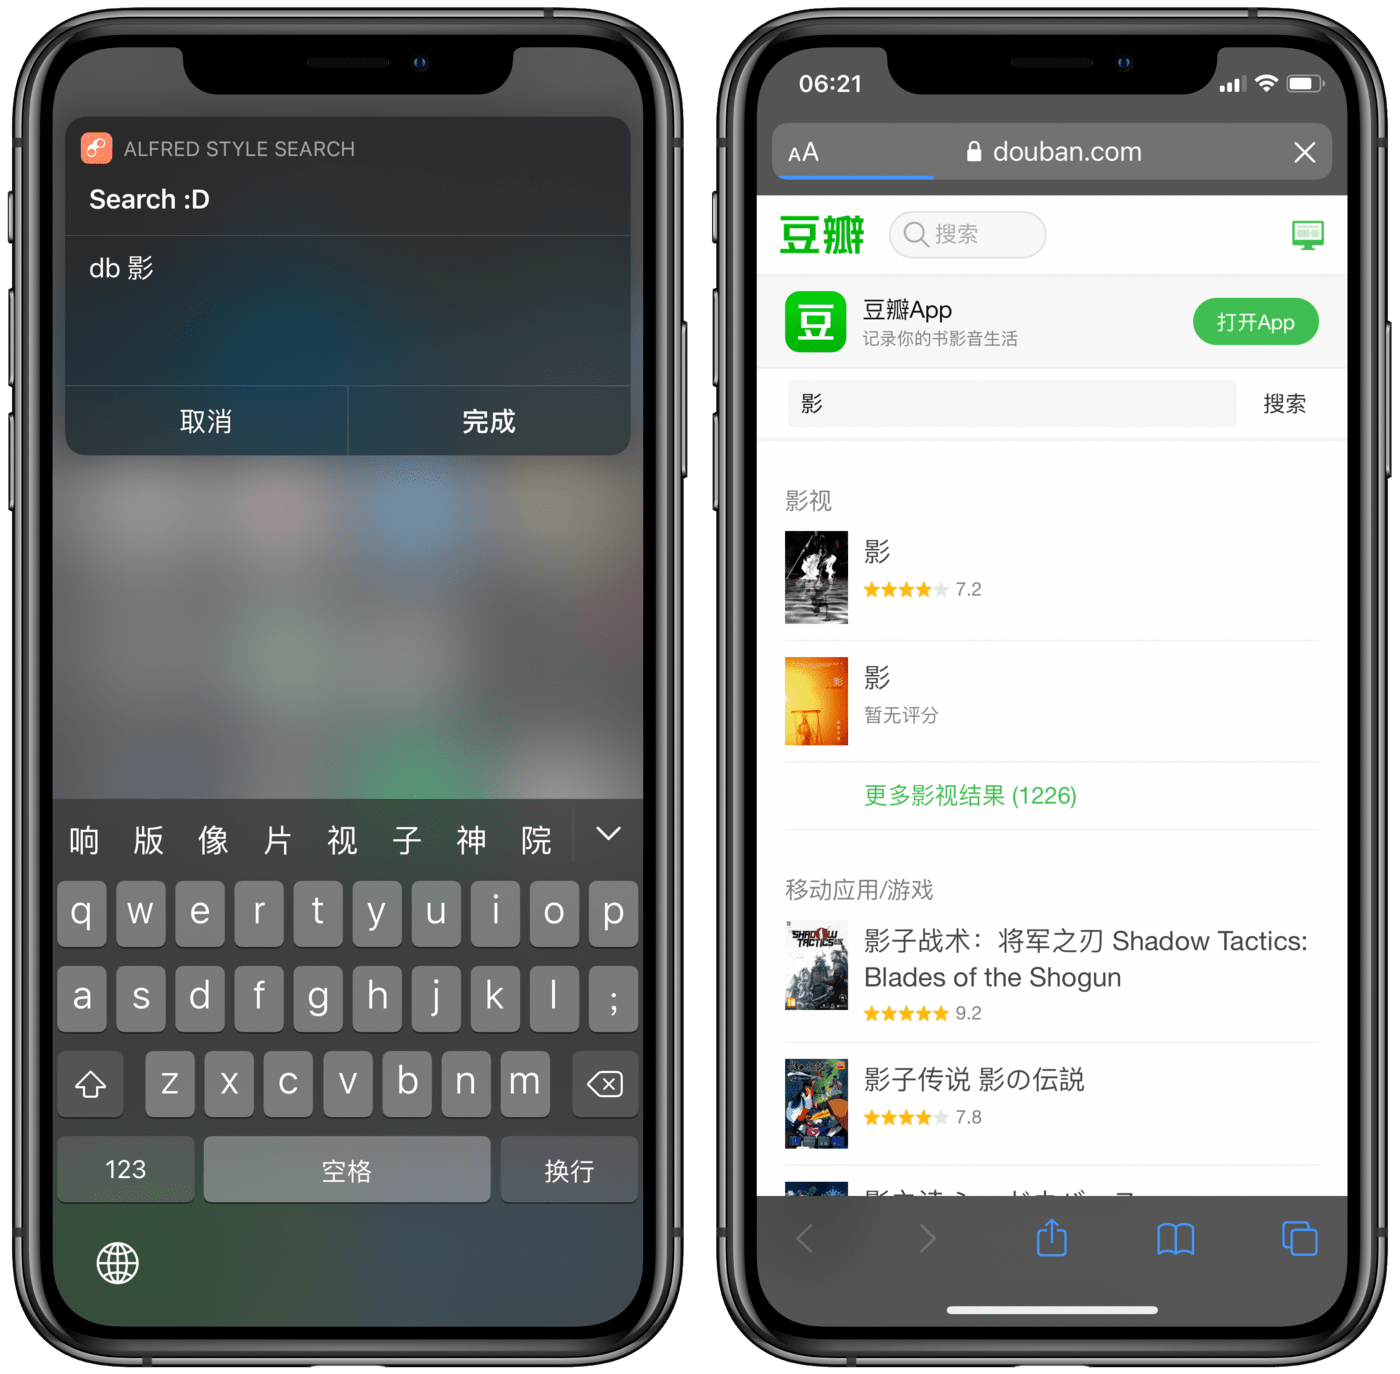 ALFRED STYLE SEARCH
Search :D
db 影
取消 完成
响 版 像 片 视 子 神 院
q w e r t y u i o p
a s d f g h j k l ;
z x c v b n m
123 空格 换行
06:21
AA douban.com
豆瓣 搜索
豆 豆瓣App
记录你的书影音生活
打开App
影 搜索
影视
影
7.2
影
影
暂无评分
更多影视结果 (1226)
移动应用/游戏
SHADOW
TACTICS
影子战术：将军之刃 Shadow Tactics:
Blades of the Shogun
9.2
影子传说 影の伝説
7.8